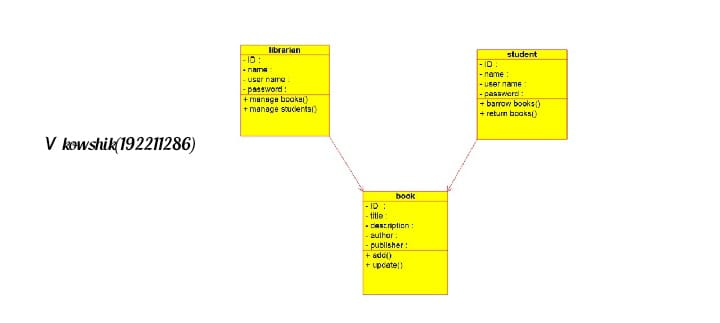 librarian
- ID :
- name :
- user name :
- password :
+ manage books()
+ manage students()
student
- ID :
- name :
- user name :
- password :
+ barrow books()
+ return books()
V kowshik(192211286)
book
- ID :
- title :
- description :
- author :
- publisher :
+ add()
+ update()